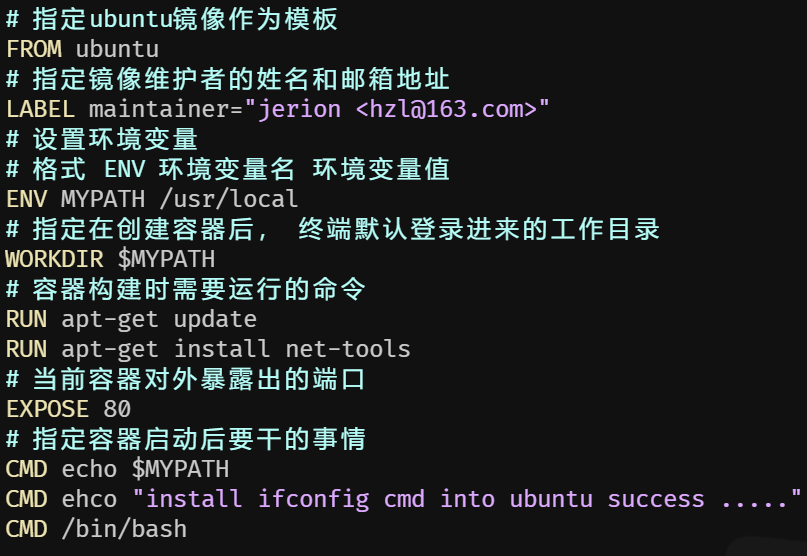 # 指定ubuntu镜像作为模板
FROM ubuntu
# 指定镜像维护者的姓名和邮箱地址
LABEL maintainer="jerion <hzl@163.com>"
# 设置环境变量
# 格式 ENV 环境变量名 环境变量值
ENV MYPATH /usr/local
# 指定在创建容器后， 终端默认登录进来的工作目录
WORKDIR $MYPATH
# 容器构建时需要运行的命令
RUN apt-get update
RUN apt-get install net-tools
# 当前容器对外暴露出的端口
EXPOSE 80
# 指定容器启动后要干的事情
CMD echo $MYPATH
CMD ehco "install ifconfig cmd into ubuntu success ....."
CMD /bin/bash